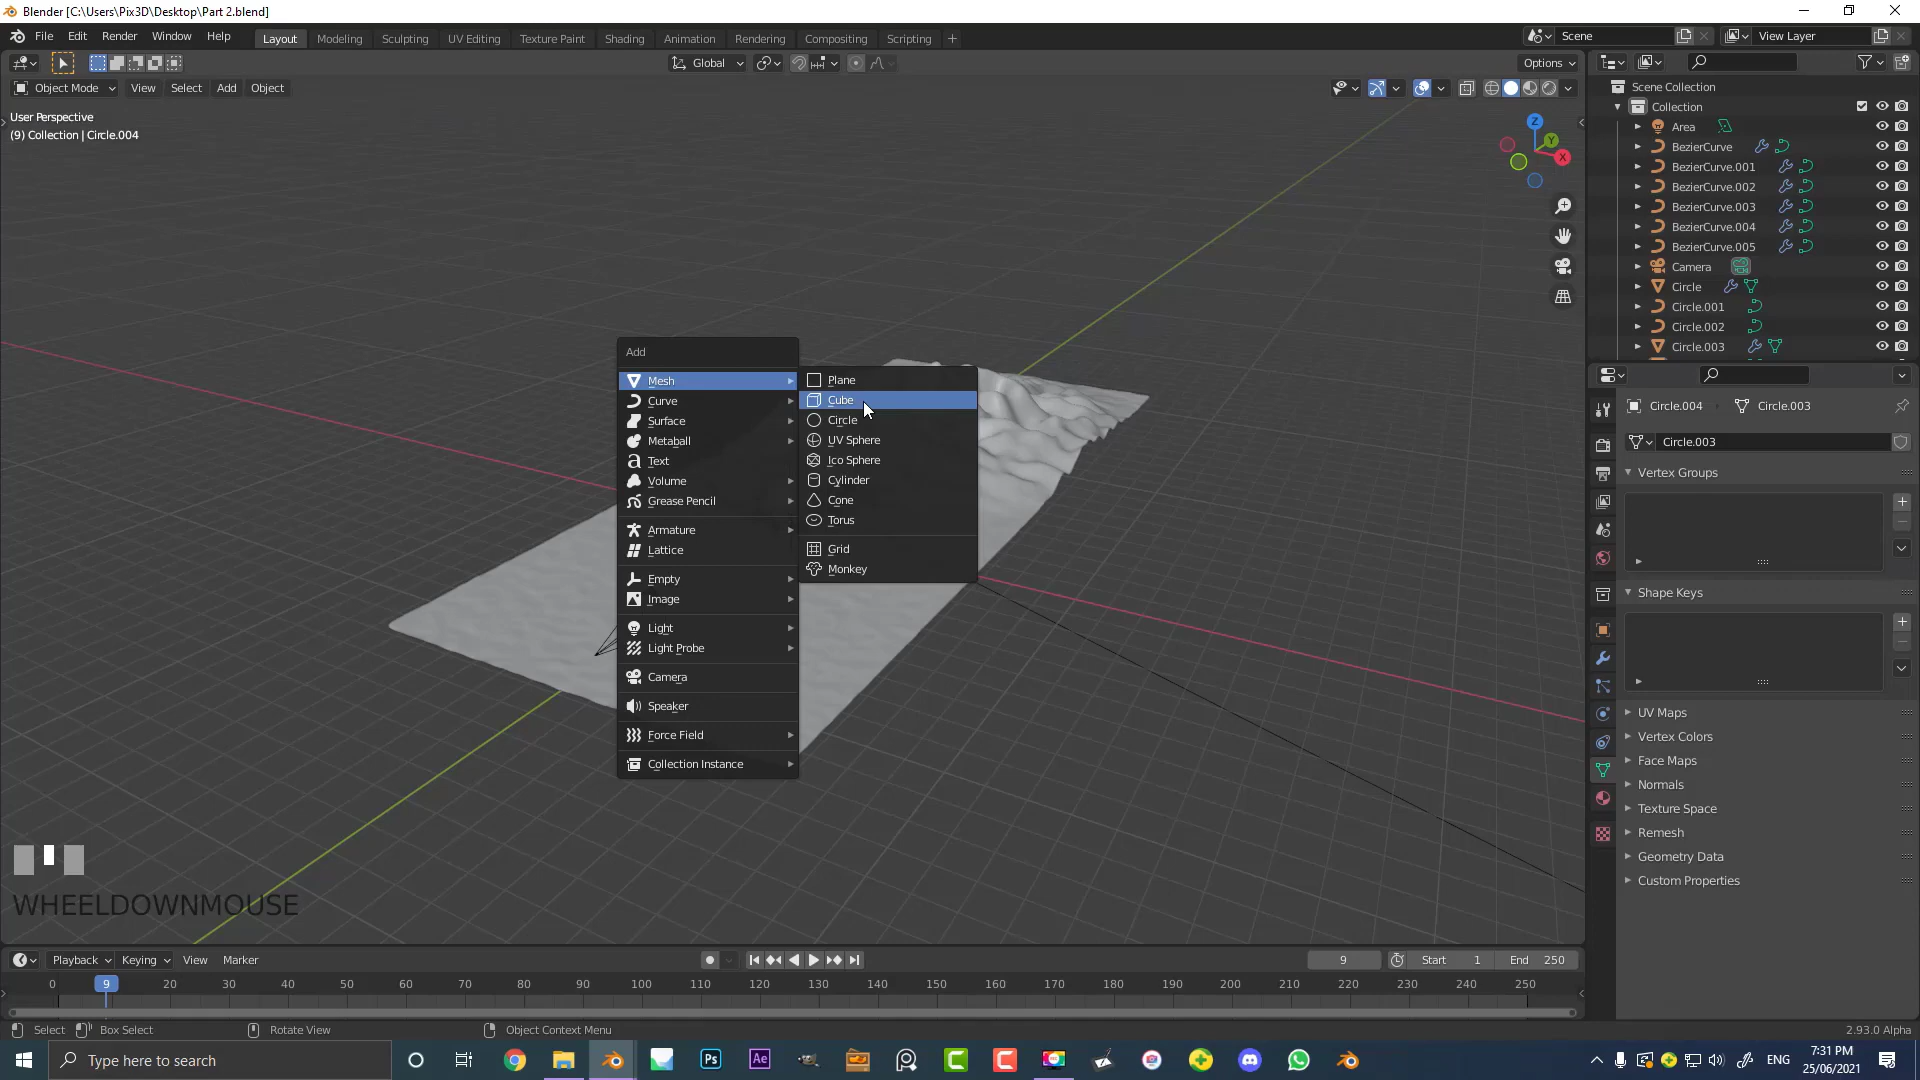 Blender [C:\Users\Pix3D\Desktop\Part 2.blend]
File Edit Render Window Help Layout Modeling Sculpting UV Editing Texture Paint Shading Animation Rendering Compositing Scripting + Scene View Layer
Global Options
Object Mode View Select Add Object
User Perspective
(9) Collection | Circle.004
Z
Y
X
Add
Mesh
Curve
Surface
Metaball
Text
Volume
Grease Pencil
Armature
Lattice
Empty
Image
Light
Light Probe
Camera
Speaker
Force Field
Collection Instance
Plane
Cube
Circle
UV Sphere
Ico Sphere
Cylinder
Cone
Torus
Grid
Monkey
Scene Collection
Collection
Area
BezierCurve
BezierCurve.001
BezierCurve.002
BezierCurve.003
BezierCurve.004
BezierCurve.005
Camera
Circle
Circle.001
Circle.002
Circle.003
Circle.004 Circle.003
Circle.003
Vertex Groups
Shape Keys
UV Maps
Vertex Colors
Face Maps
Normals
Texture Space
Remesh
Geometry Data
Custom Properties
WHEELDOWNMOUSE
Playback Keying View Marker 9 Start 1 End 250
0 9 20 30 40 50 60 70 80 90 100 110 120 130 140 150 160 170 180 190 200 210 220 230 240 250
Select Box Select Rotate View Object Context Menu 2.93.0 Alpha
Type here to search Ps Ae ENG 7:31 PM
25/06/2021